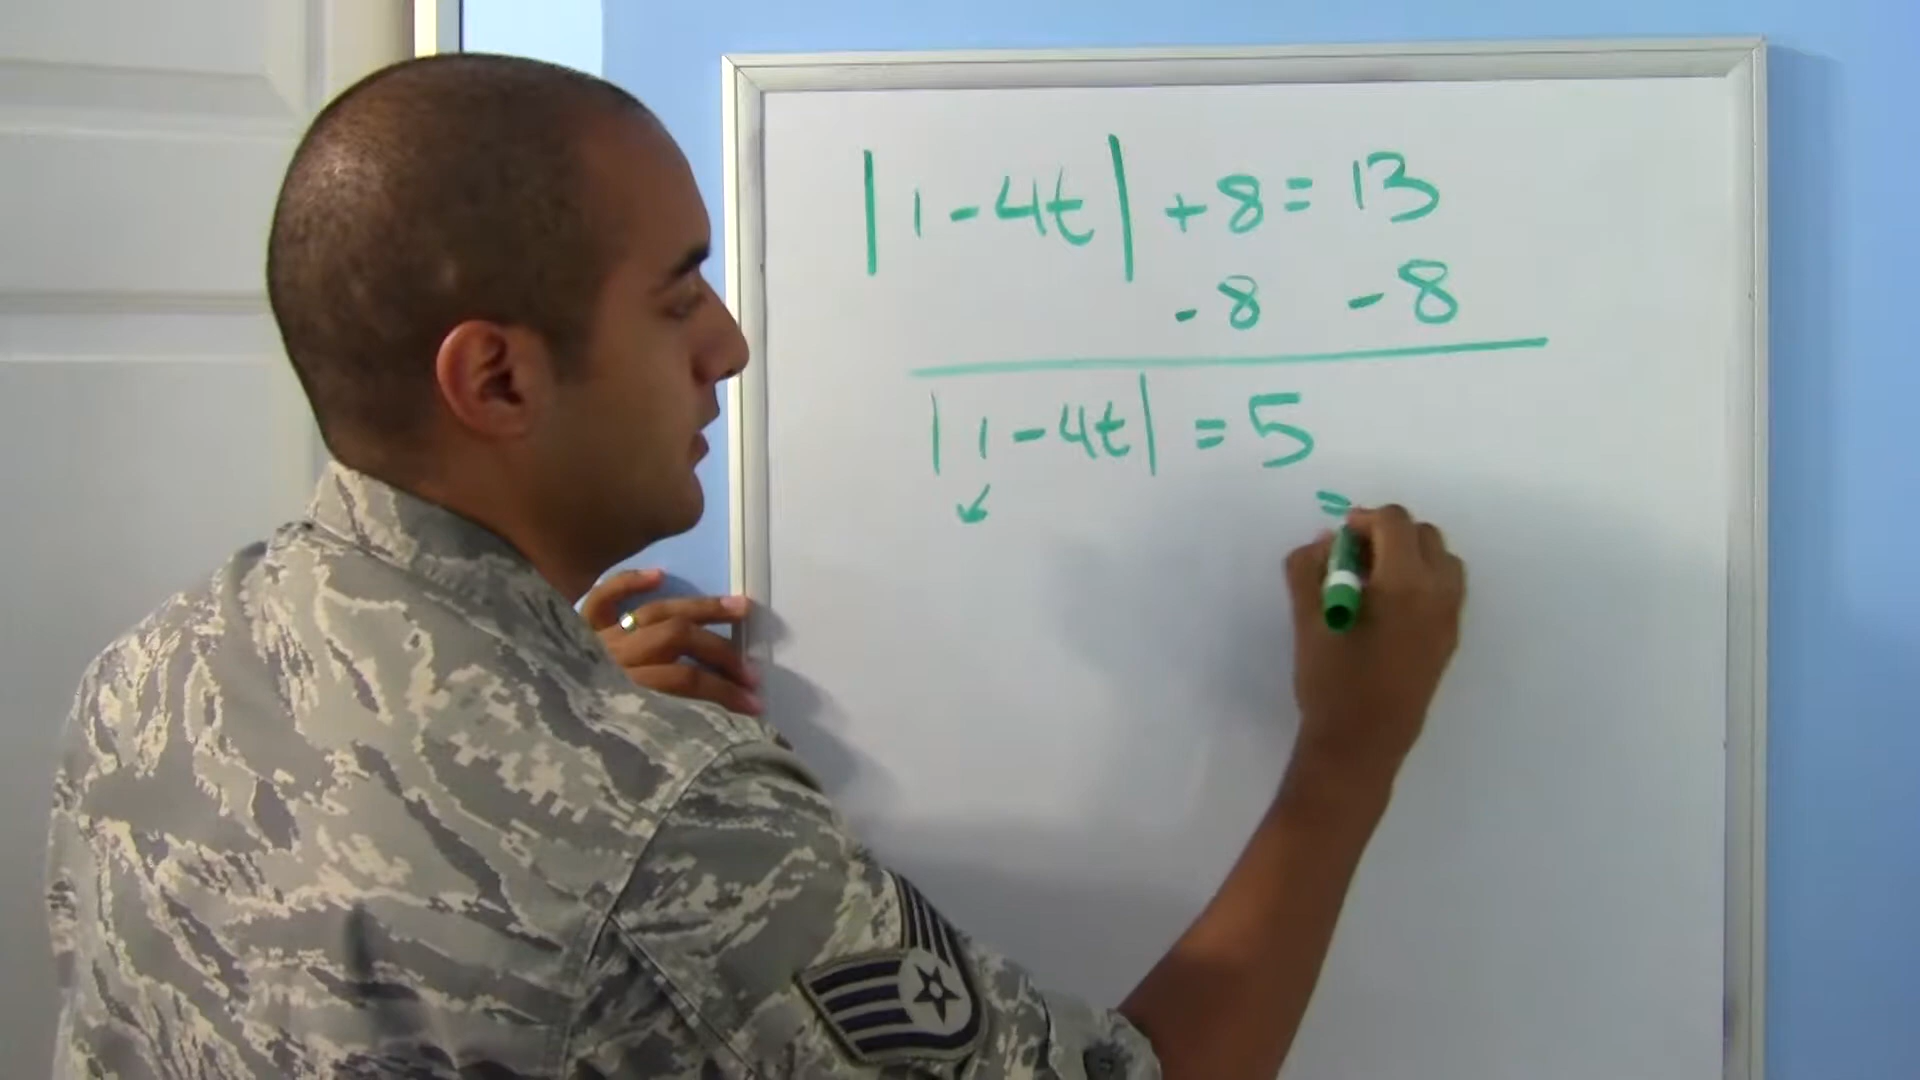 |1-4t| +8=13
-8 -8
|1-4t| =5
=